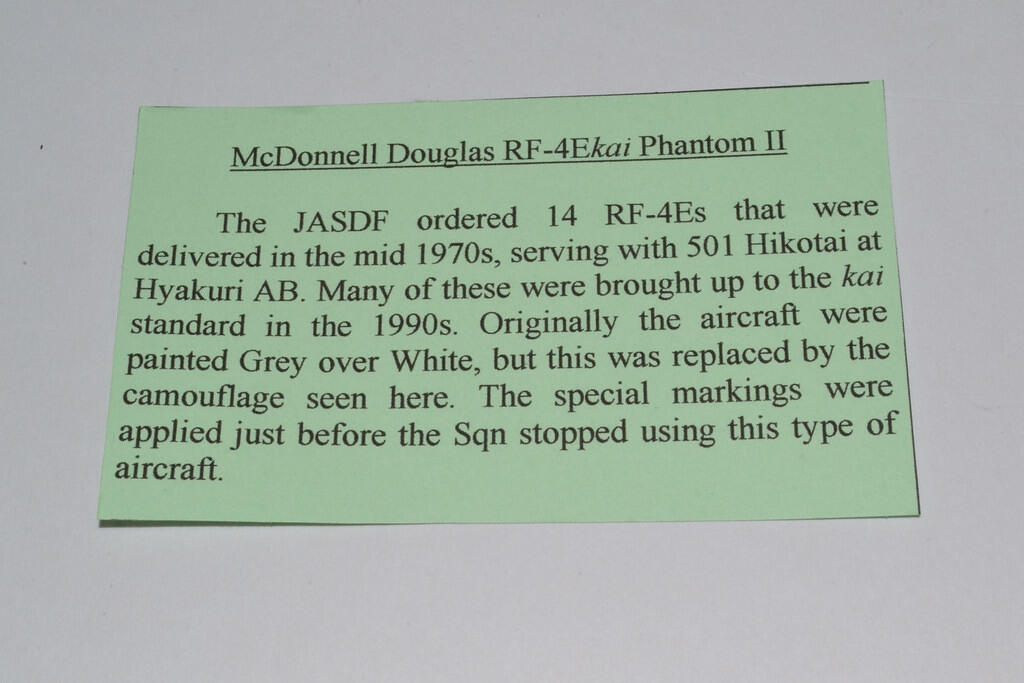 McDonnell Douglas RF-4Ekai Phantom II
The JASDF ordered 14 RF-4Es that were
delivered in the mid 1970s, serving with 501 Hikotai at
Hyakuri AB. Many of these were brought up to the kai
standard in the 1990s. Originally the aircraft were
painted Grey over White, but this was replaced by the
camouflage seen here. The special markings were
applied just before the Sqn stopped using this type of
aircraft.